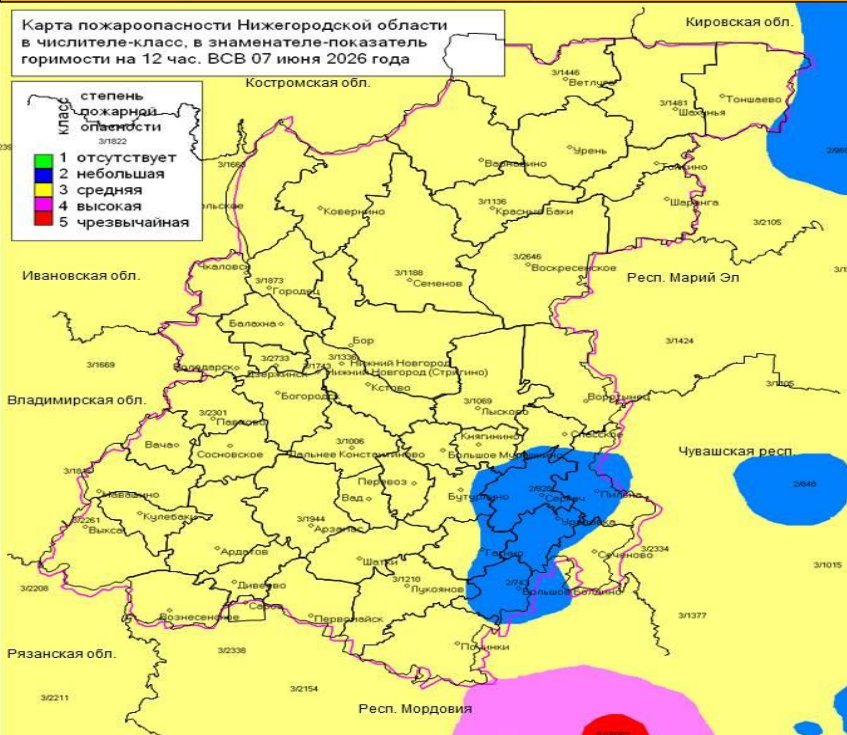 Карта пожароопасности Нижегородской области
в числителе-класс, в знаменателе-показатель
горимости на 12 час. ВСВ 07 июня 2026 года
Кировская обл.
Костромская обл.
класс
степень
пожарной
опасности
3/1822
1 отсутствует
2 небольшая
3 средняя
4 высокая
5 чрезвычайная
3/1446
Ветлуга
3/1481
Шахунья
Тоншаево
Урень
Варнавино
Тонкино
Шаранга
3/1136
Красные Баки
Ковернино
3/2105
3/2646
Воскресенское
Респ. Марий Эл
Ивановская обл.
Чкаловск
3/1873
Городец
3/1188
Семенов
Балахна
Бор
3/2733
3/1743
3/1336
Нижний Новгород
Нижний Новгород (Стригино)
Дзержинск
Володарск
3/1669
3/1424
Кстово
Богородск
Владимирская обл.
3/2301
Павлово
3/1069
Лысково
Воротынец
Спасское
Княгинино
Вача
Сосновское
3/1006
Дальнее Константиново
Большое Мурашкино
Чувашская респ.
Перевоз
Вад
Бутурлино
Сергач
Пильна
2/648
Навашино
Кулебаки
3/2261
Выкса
3/1944
Арзамас
Уразовка
Ардатов
Шатки
Гагино
Сеченово
3/2334
3/1015
3/2208
Дивеево
3/1210
Лукоянов
2/743
Большое Болдино
Вознесенское
Саров
Первомайск
3/1377
Починки
Рязанская обл.
3/2338
3/2211
3/2154
Респ. Мордовия